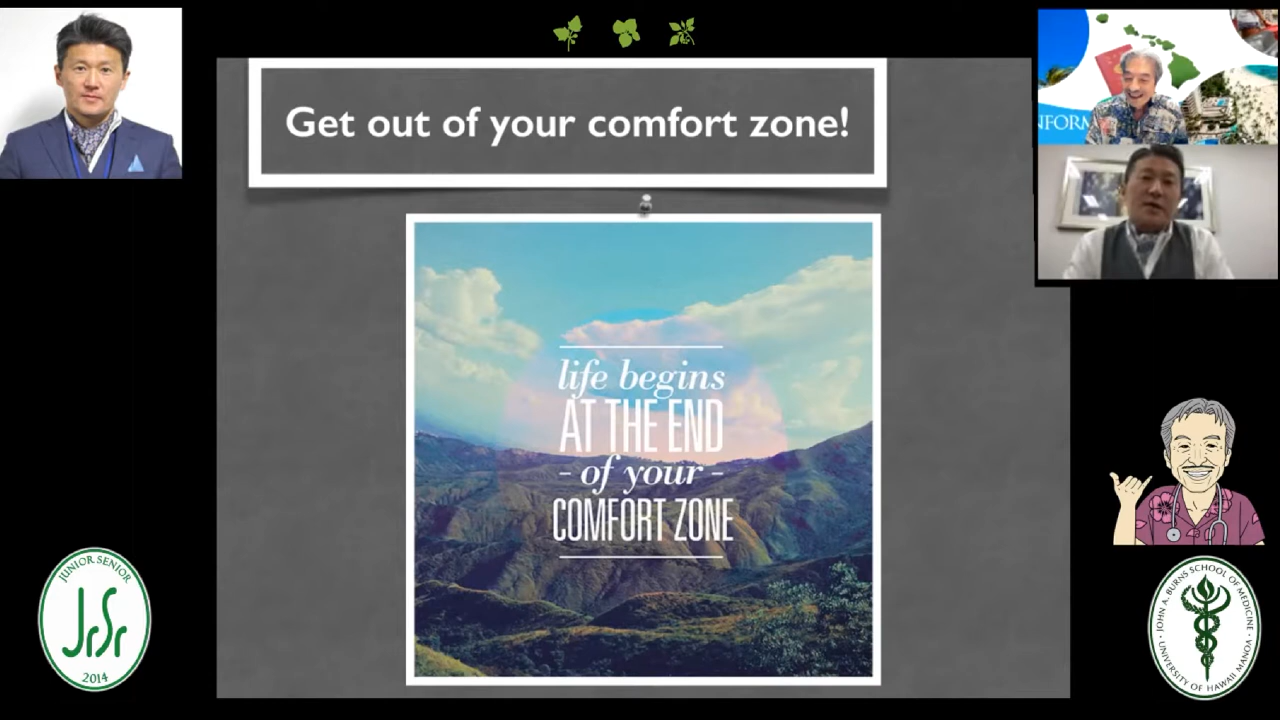 Get out of your comfort zone!
life begins
AT THE END
- of your -
COMFORT ZONE
NFORM
JUNIOR SENIOR
JrSr
2014
JOHN A. BURNS SCHOOL OF MEDICINE
UNIVERSITY OF HAWAII MANOA